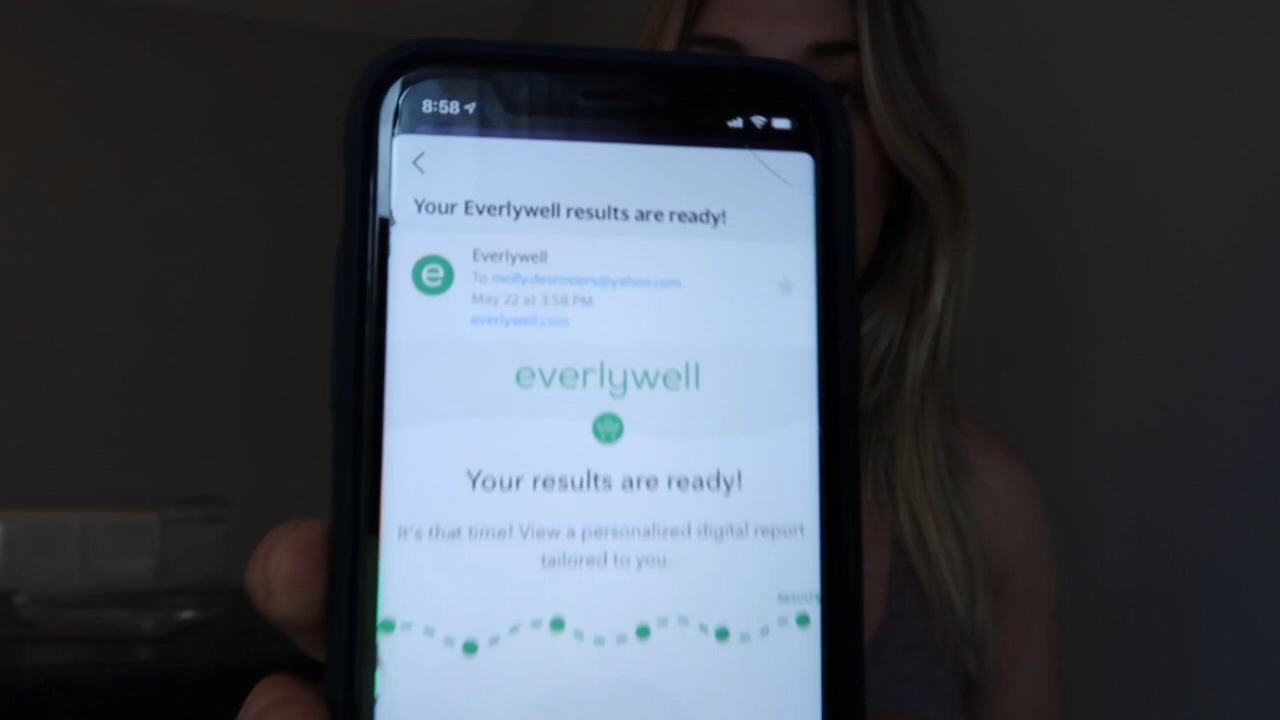 8:58
Your Everlywell results are ready!
e
Everlywell
To molly.desrosiers@yahoo.com
May 22 at 3:58 PM
everlywell.com
everlywell
Your results are ready!
It's that time! View a personalized digital report
tailored to you.